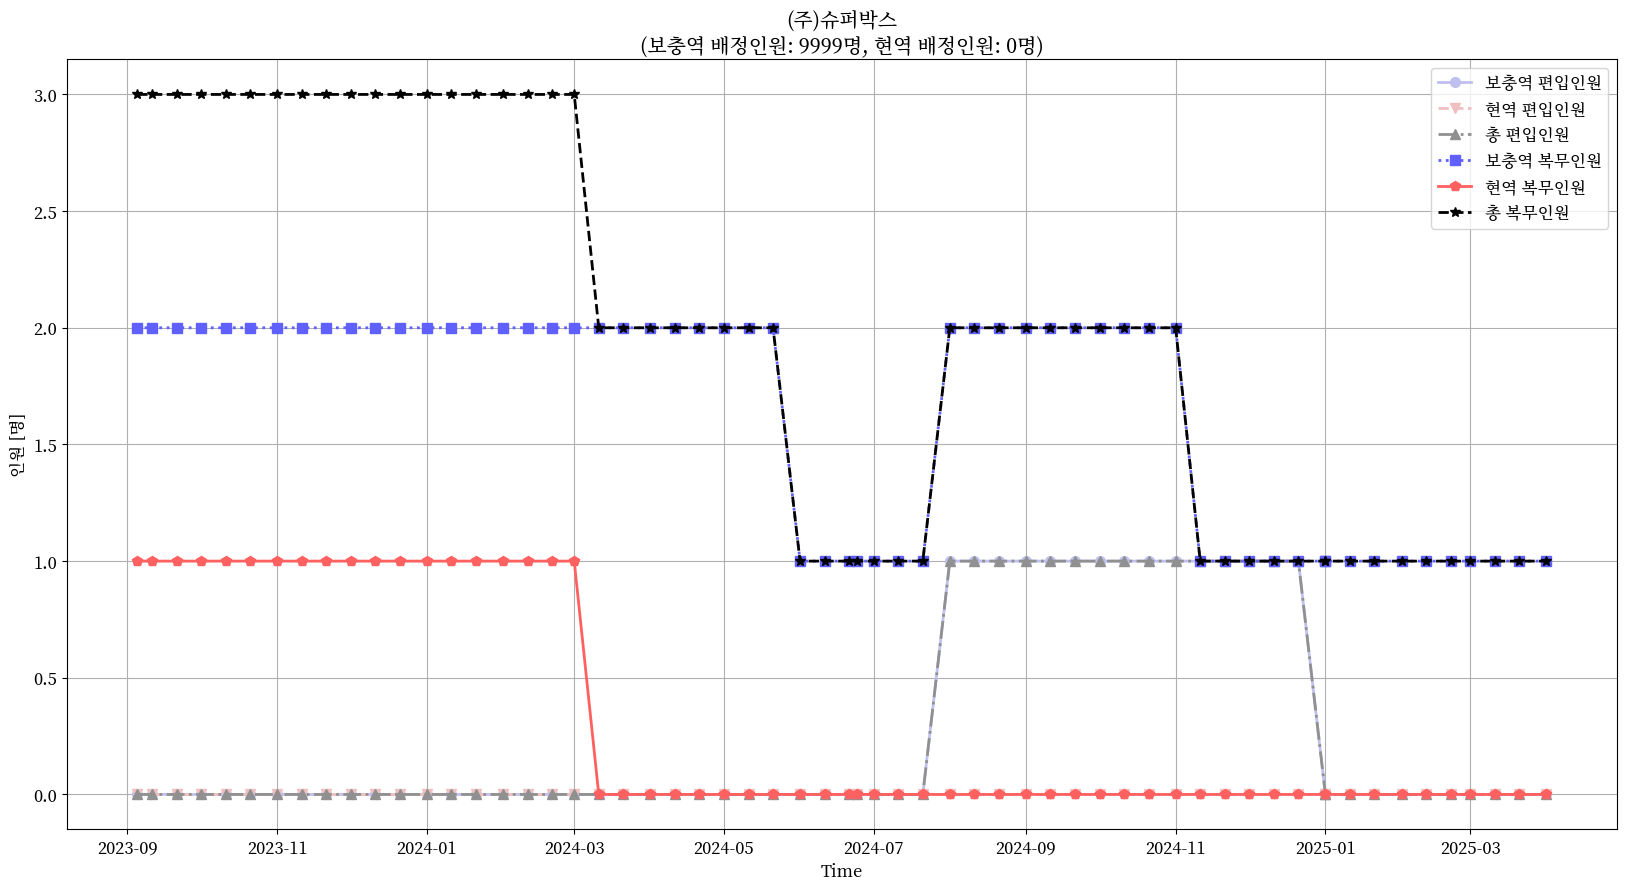 (주)슈퍼박스
(보충역 배정인원: 9999명, 현역 배정인원: 0명)
3.0
2.5
2.0
1.5
1.0
0.5
0.0
인원 [명]
보충역 편입인원
현역 편입인원
총 편입인원
보충역 복무인원
현역 복무인원
총 복무인원
2023-09
2023-11
2024-01
2024-03
2024-05
2024-07
2024-09
2024-11
2025-01
2025-03
Time